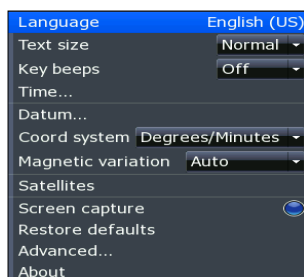 Language English (US)
Text size Normal
Key beeps Off
Time...
Datum...
Coord system Degrees/Minutes
Magnetic variation Auto
Satellites
Screen capture
Restore defaults
Advanced...
About